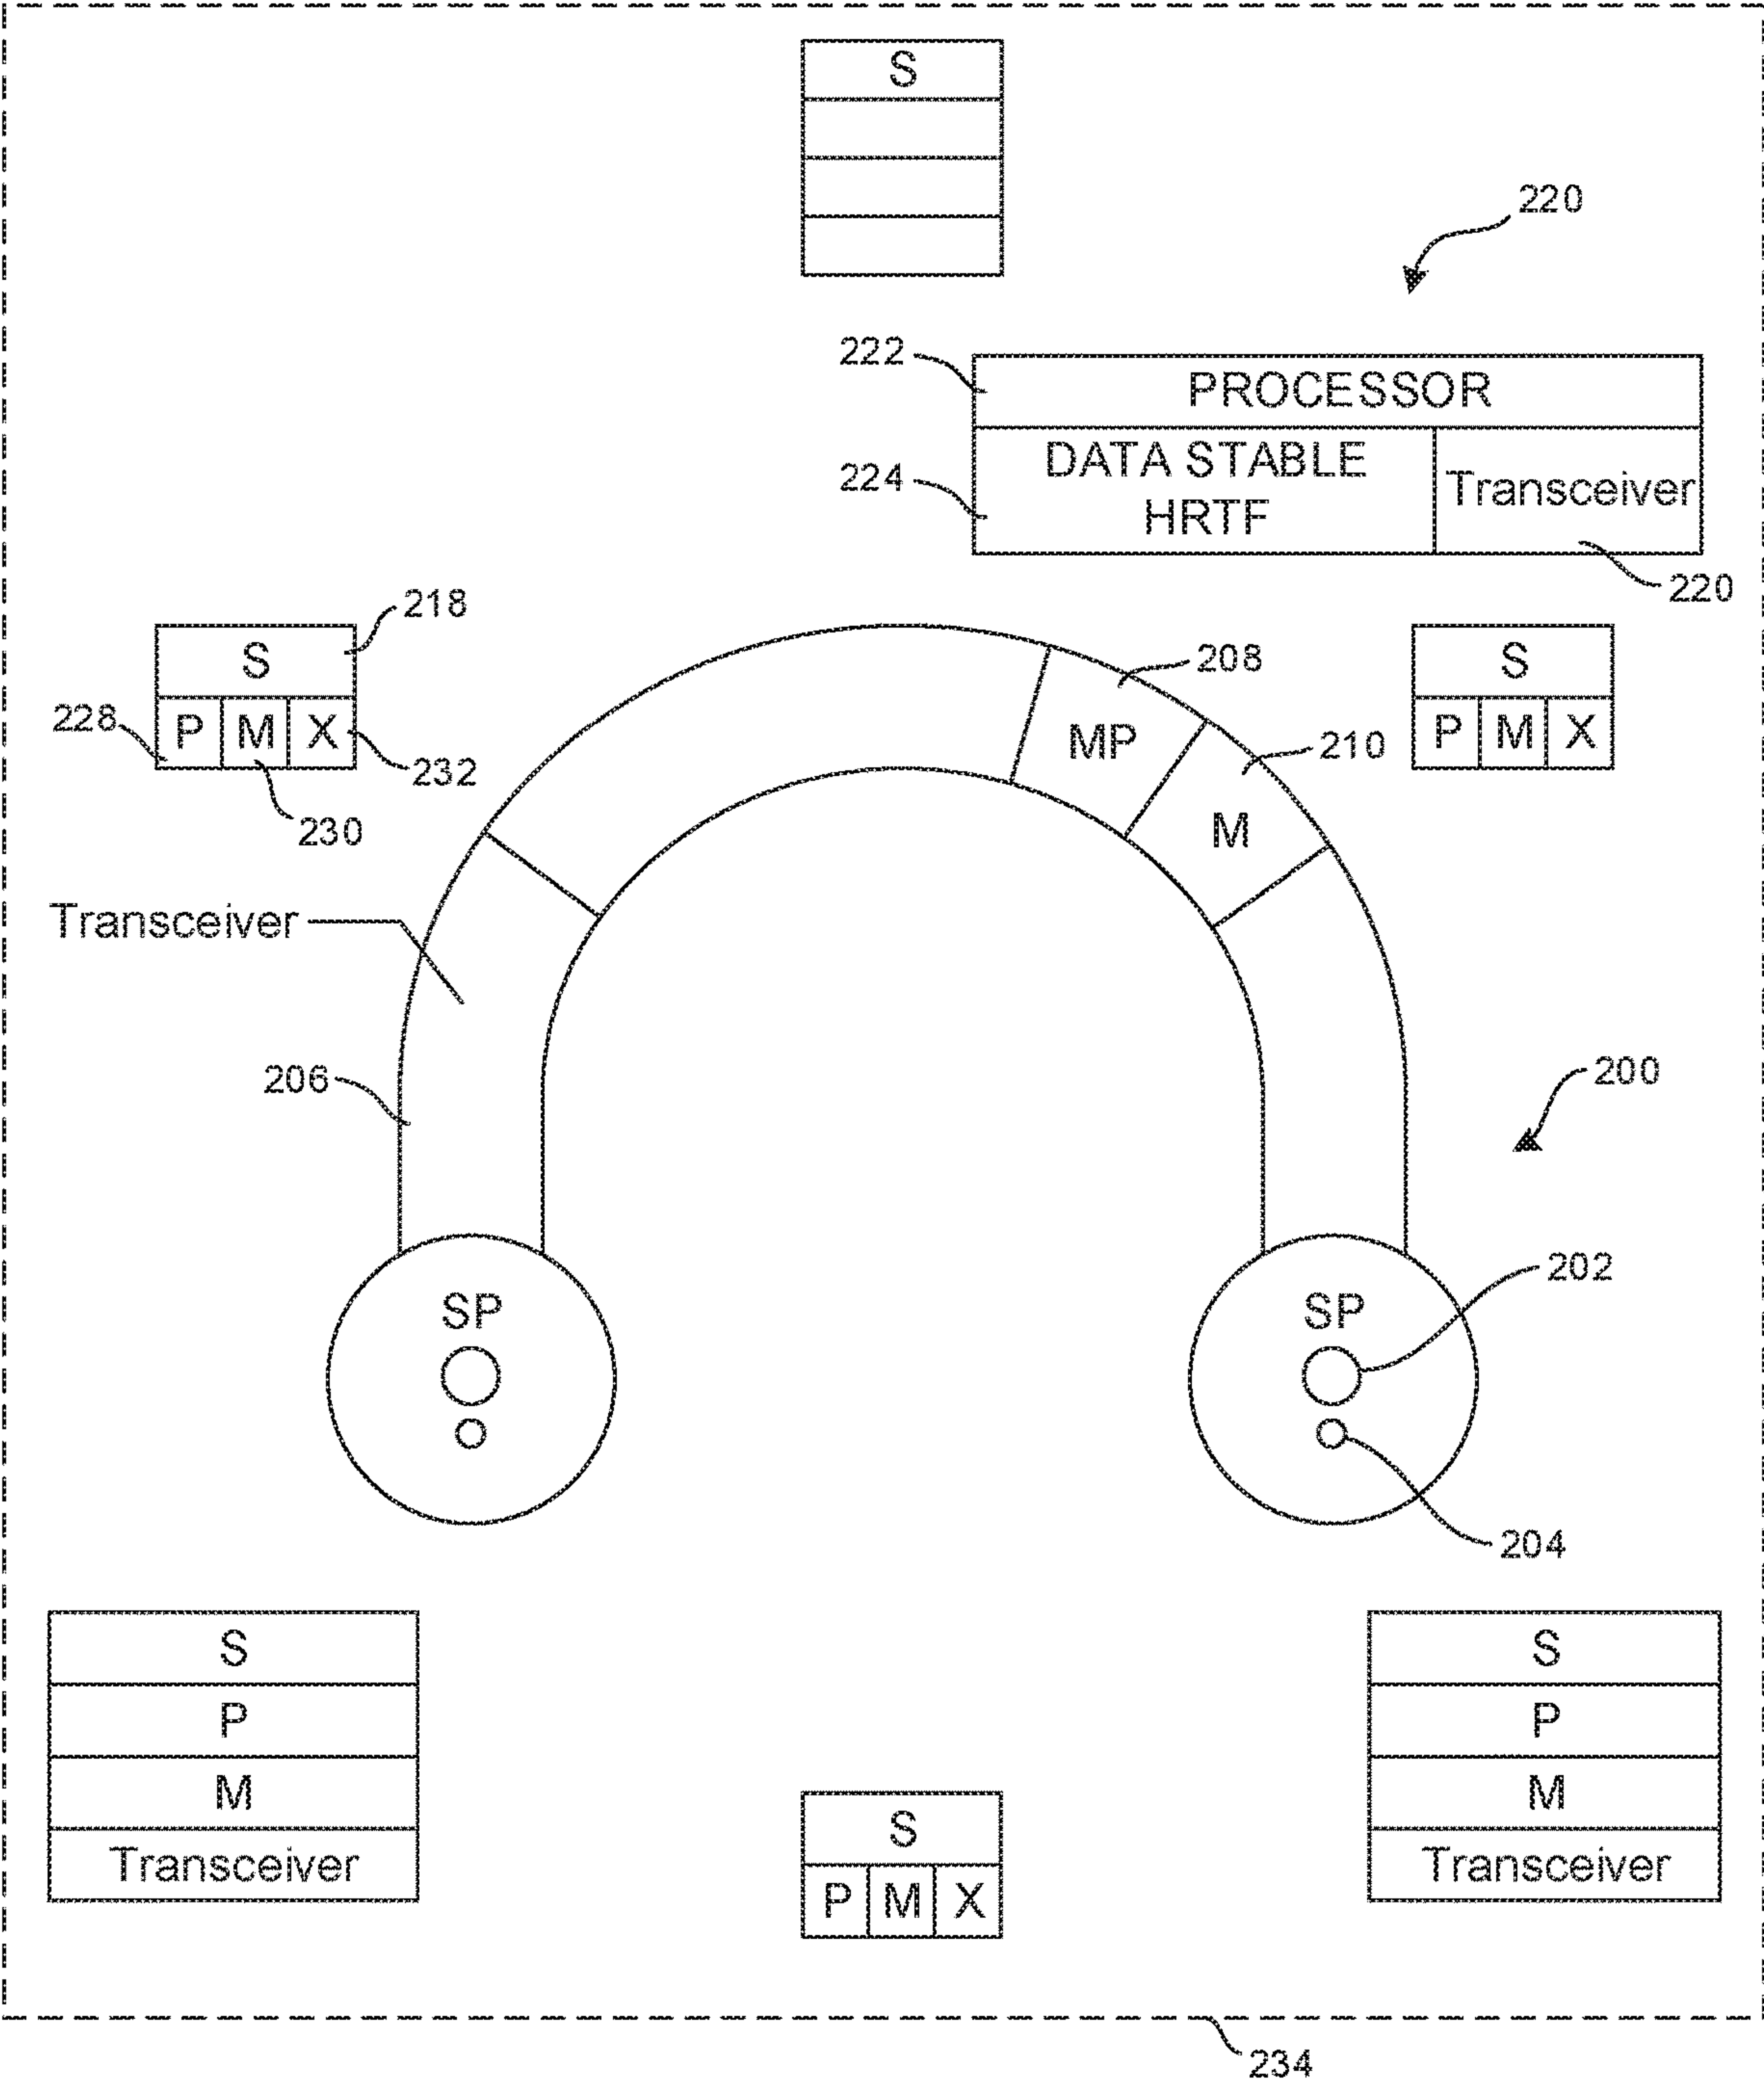 S
220
222
PROCESSOR
224
DATA STABLE
HRTF
Transceiver
220
218
S
228
P M X
232
230
208
MP
210
M
S
P M X
Transceiver
206
200
SP
SP
202
204
S
P
M
Transceiver
S
P
M
Transceiver
S
P M X
234